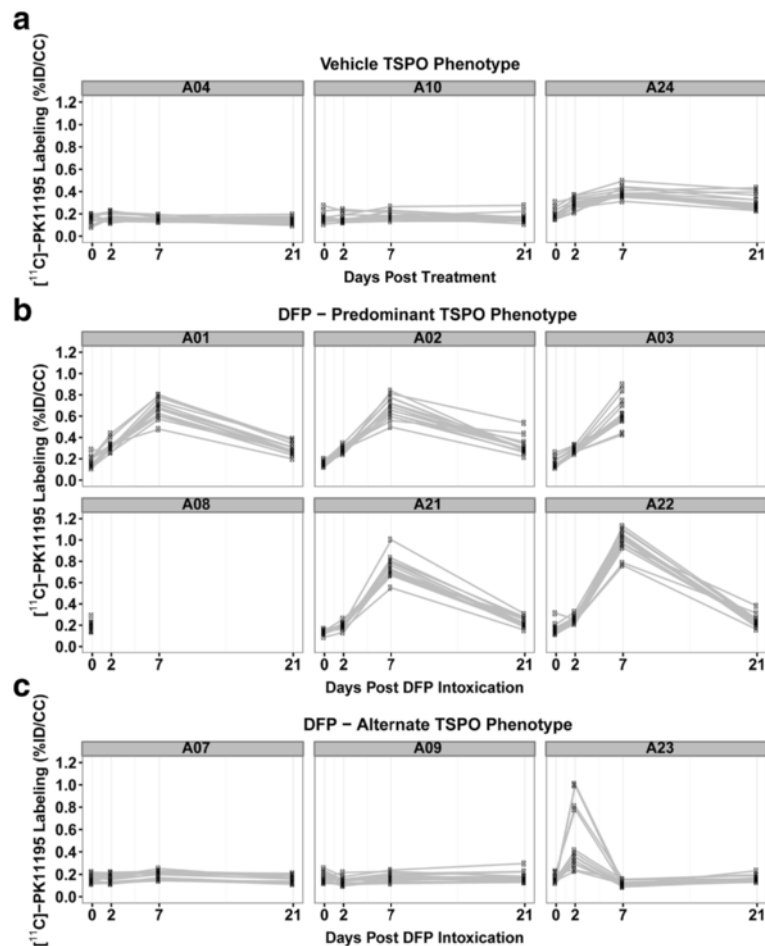 a
Vehicle TSPO Phenotype
A04 A10 A24
[¹¹C]−PK11195 Labeling (%ID/CC)
1.2
1.0
0.8
0.6
0.4
0.2
0.0
0 2 7 21 0 2 7 21 0 2 7 21
Days Post Treatment
b
DFP − Predominant TSPO Phenotype
A01 A02 A03
[¹¹C]−PK11195 Labeling (%ID/CC)
1.2
1.0
0.8
0.6
0.4
0.2
0.0
A08 A21 A22
1.2
1.0
0.8
0.6
0.4
0.2
0.0
0 2 7 21 0 2 7 21 0 2 7 21
Days Post DFP Intoxication
c
DFP − Alternate TSPO Phenotype
A07 A09 A23
[¹¹C]−PK11195 Labeling (%ID/CC)
1.2
1.0
0.8
0.6
0.4
0.2
0.0
0 2 7 21 0 2 7 21 0 2 7 21
Days Post DFP Intoxication